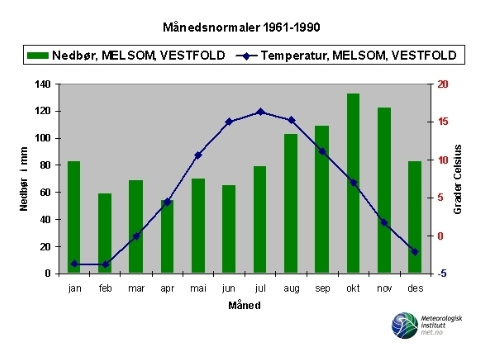 Månedsnormaler 1961-1990
Nedbør, MELSOM, VESTFOLD Temperatur, MELSOM, VESTFOLD
Nedbør i mm
140
120
100
80
60
40
20
0
20
15
10
5
0
-5
Grader Celsius
jan feb mar apr mai jun jul aug sep okt nov des
Måned
Meteorologisk
institutt
met.no